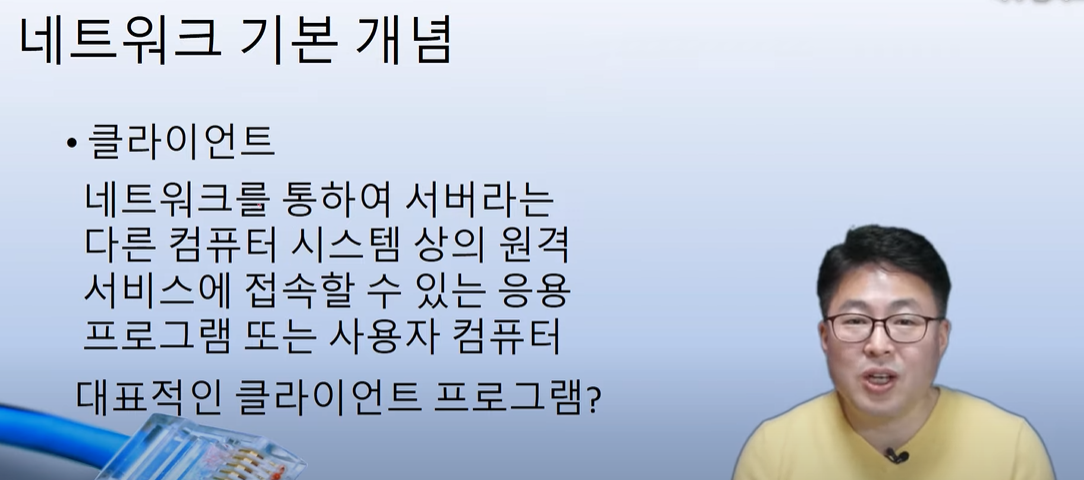 네트워크 기본 개념
• 클라이언트
네트워크를 통하여 서버라는
다른 컴퓨터 시스템 상의 원격
서비스에 접속할 수 있는 응용
프로그램 또는 사용자 컴퓨터
대표적인 클라이언트 프로그램?